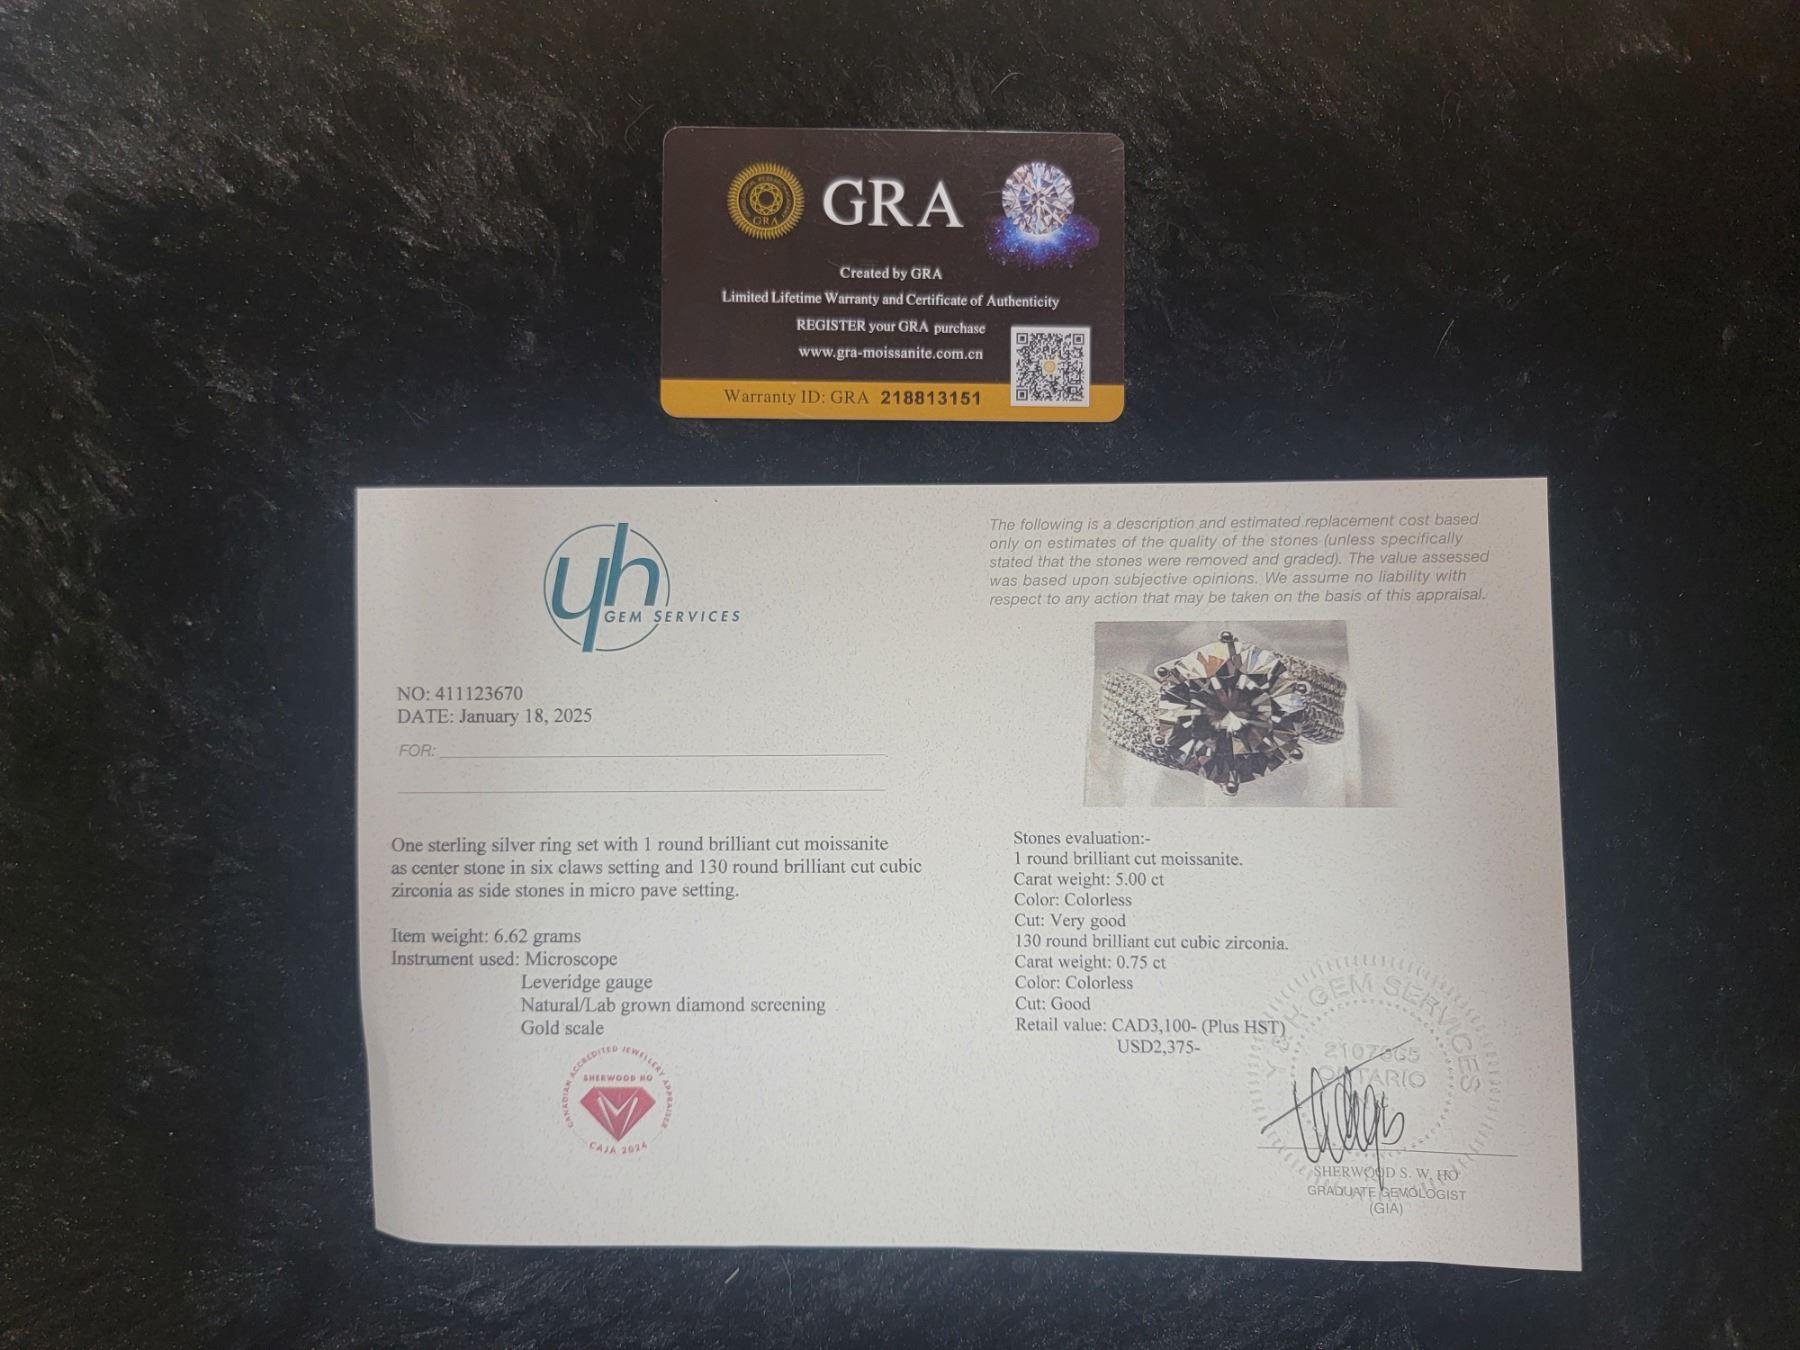 GRA
GRA
Created by GRA
Limited Lifetime Warranty and Certificate of Authenticity
REGISTER your GRA purchase
www.gra-moissanite.com.cn
Warranty ID: GRA 218813151
yh
GEM SERVICES
The following is a description and estimated replacement cost based
only on estimates of the quality of the stones (unless specifically
stated that the stones were removed and graded). The value assessed
was based upon subjective opinions. We assume no liability with
respect to any action that may be taken on the basis of this appraisal.
NO: 411123670
DATE: January 18, 2025
FOR:
One sterling silver ring set with 1 round brilliant cut moissanite
as center stone in six claws setting and 130 round brilliant cut cubic
zirconia as side stones in micro pave setting.
Item weight: 6.62 grams
Instrument used: Microscope
Leveridge gauge
Natural/Lab grown diamond screening
Gold scale
CANADIAN ACCREDITED JEWELLERY APPRAISER
SHERWOOD HO
CAJA 2024
Stones evaluation:-
1 round brilliant cut moissanite.
Carat weight: 5.00 ct
Color: Colorless
Cut: Very good
130 round brilliant cut cubic zirconia.
Carat weight: 0.75 ct
Color: Colorless
Cut: Good
Retail value: CAD3,100- (Plus HST)
USD2,375-
GEM SERVICES
ONTARIO
SHERWOOD S. W. HO
GRADUATE GEMOLOGIST
(GIA)